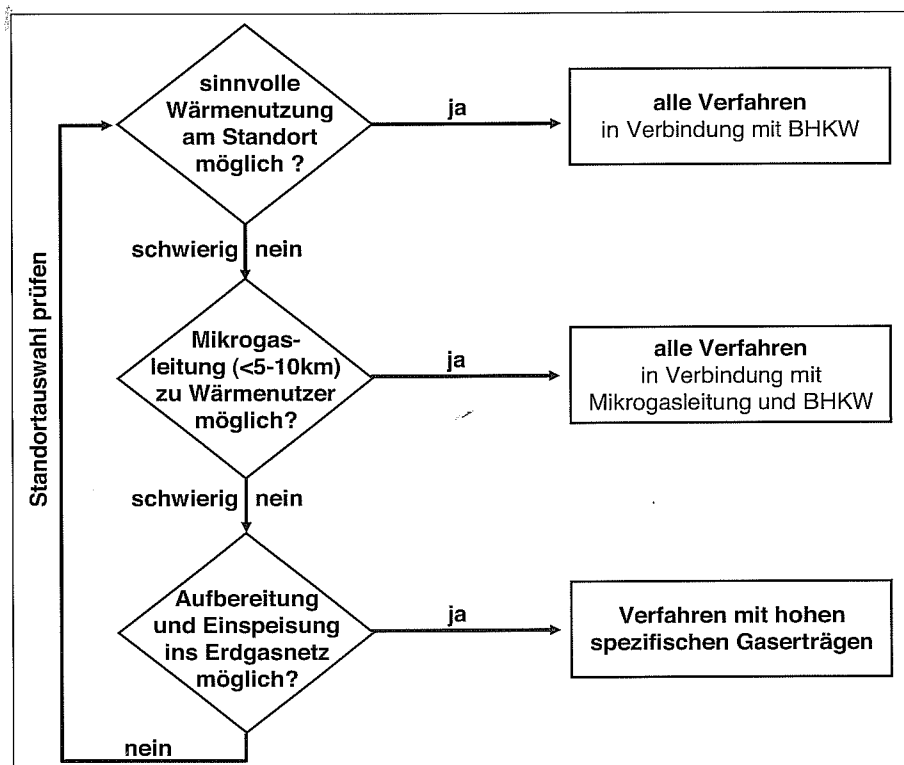 sinnvolle
Wärmenutzung
am Standort
möglich ?
ja
alle Verfahren
in Verbindung mit BHKW
schwierig nein
Mikrogas-
leitung (<5-10km)
zu Wärmenutzer
möglich?
ja
alle Verfahren
in Verbindung mit
Mikrogasleitung und BHKW
schwierig nein
Aufbereitung
und Einspeisung
ins Erdgasnetz
möglich?
ja
Verfahren mit hohen
spezifischen Gaserträgen
nein
Standortauswahl prüfen